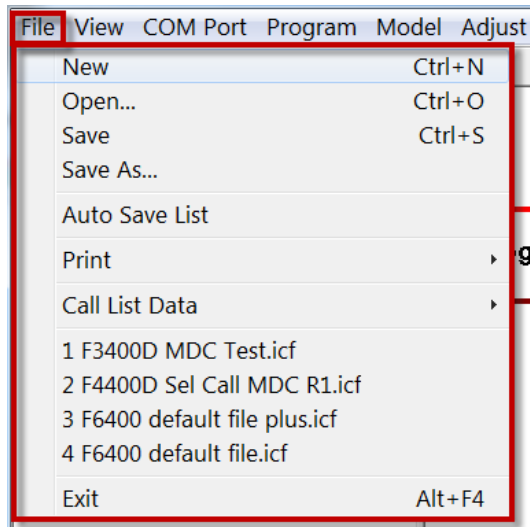 File View COM Port Program Model Adjust
New Ctrl+N
Open... Ctrl+O
Save Ctrl+S
Save As...
Auto Save List
Print
Call List Data
1 F3400D MDC Test.icf
2 F4400D Sel Call MDC R1.icf
3 F6400 default file plus.icf
4 F6400 default file.icf
Exit Alt+F4